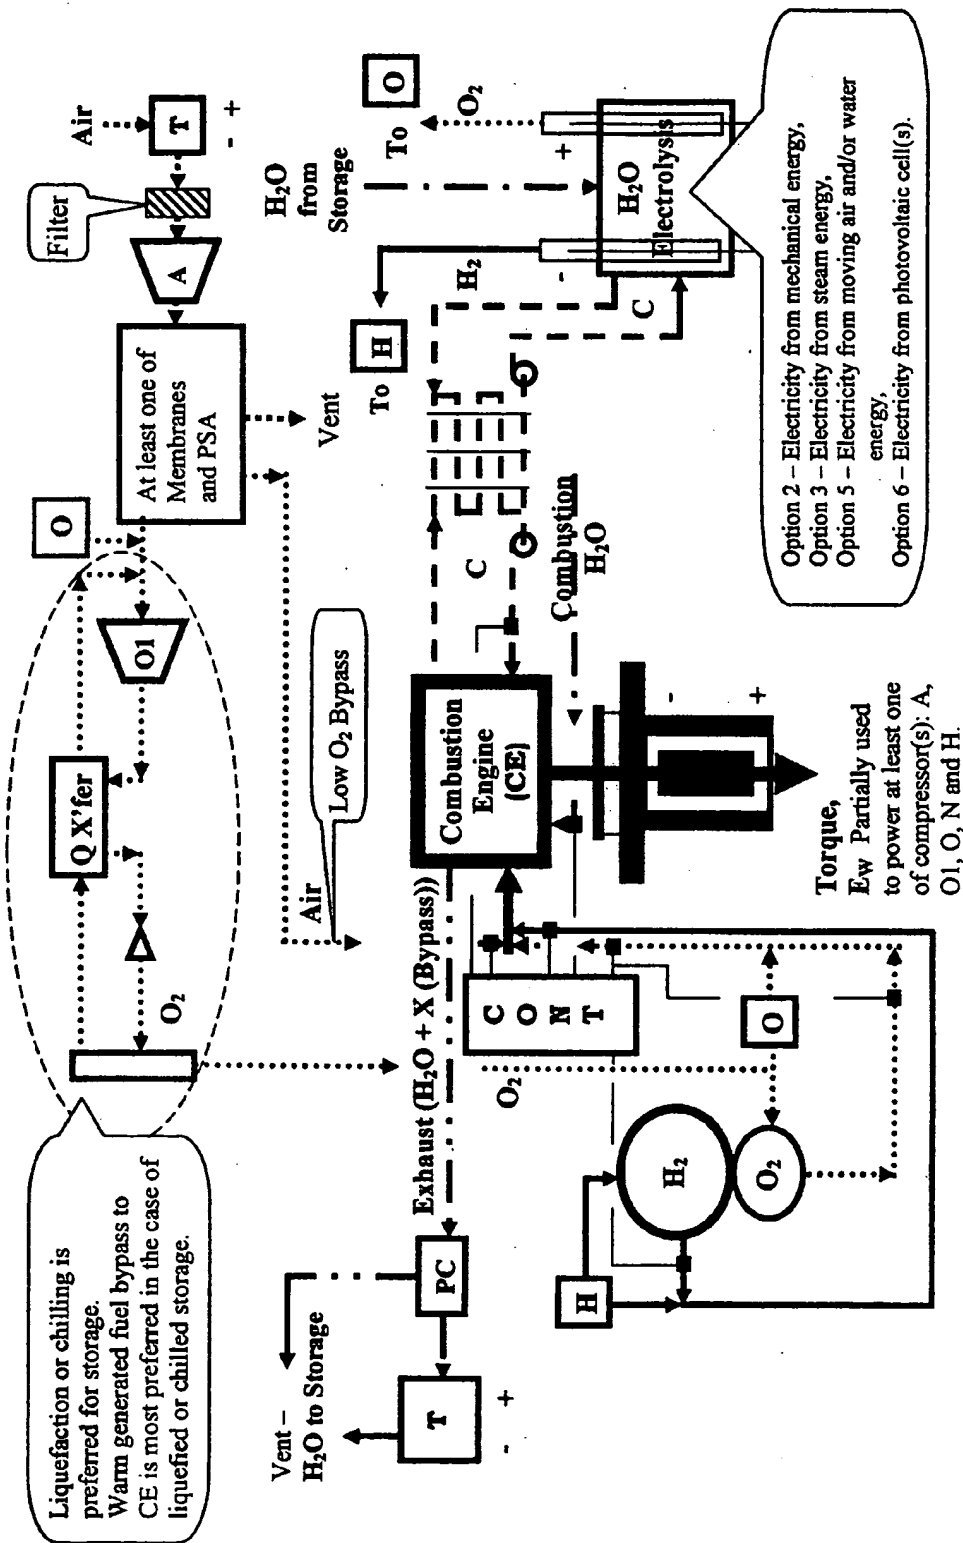 Liquefaction or chilling is
preferred for storage.
Warm generated fuel bypass to
CE is most preferred in the case of
liquefied or chilled storage.
O₂
Q X'fer
O1
O
At least one of
Membranes
and PSA
A
Filter
Air
T
- +
Vent
Air
Low O₂ Bypass
Vent –
H₂O to Storage
T
- +
PC
Exhaust (H₂O + X (Bypass))
Combustion
Engine
(CE)
C
C
Combustion
H₂O
To
H
H₂
H₂O
from
Storage
To
O
O₂
-
+
H₂O
Electrolysis
H
H₂
O₂
O₂
O
C
O
N
T
-
+
Torque,
Ew Partially used
to power at least one
of compressor(s): A,
O1, O, N and H.
Option 2 – Electricity from mechanical energy,
Option 3 – Electricity from steam energy,
Option 5 – Electricity from moving air and/or water
energy,
Option 6 – Electricity from photovoltaic cell(s).